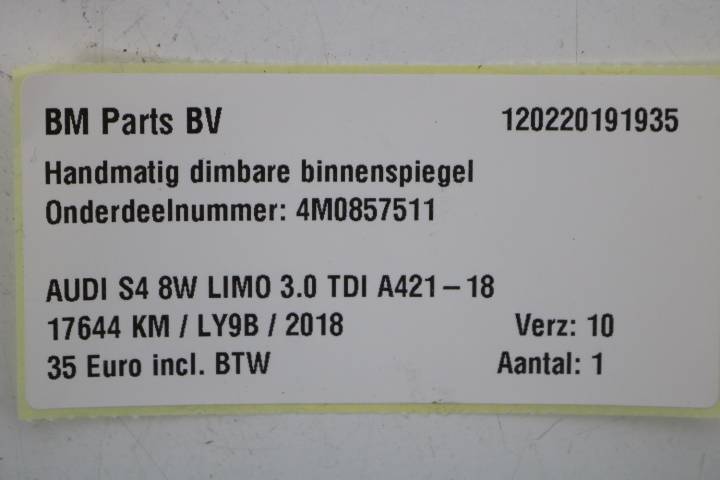 BM Parts BV 120220191935
Handmatig dimbare binnenspiegel
Onderdeelnummer: 4M0857511
AUDI S4 8W LIMO 3.0 TDI A421-18
17644 KM / LY9B / 2018 Verz: 10
35 Euro incl. BTW Aantal: 1